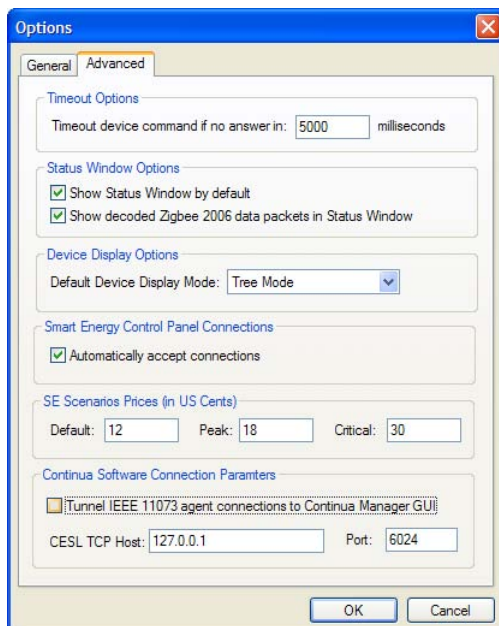 Options
General Advanced
Timeout Options
Timeout device command if no answer in: 5000 milliseconds
Status Window Options
Show Status Window by default
Show decoded Zigbee 2006 data packets in Status Window
Device Display Options
Default Device Display Mode: Tree Mode
Smart Energy Control Panel Connections
Automatically accept connections
SE Scenarios Prices (in US Cents)
Default: 12 Peak: 18 Critical: 30
Continua Software Connection Paramters
Tunnel IEEE 11073 agent connections to Continua Manager GUI
CESL TCP Host: 127.0.0.1 Port: 6024
OK Cancel